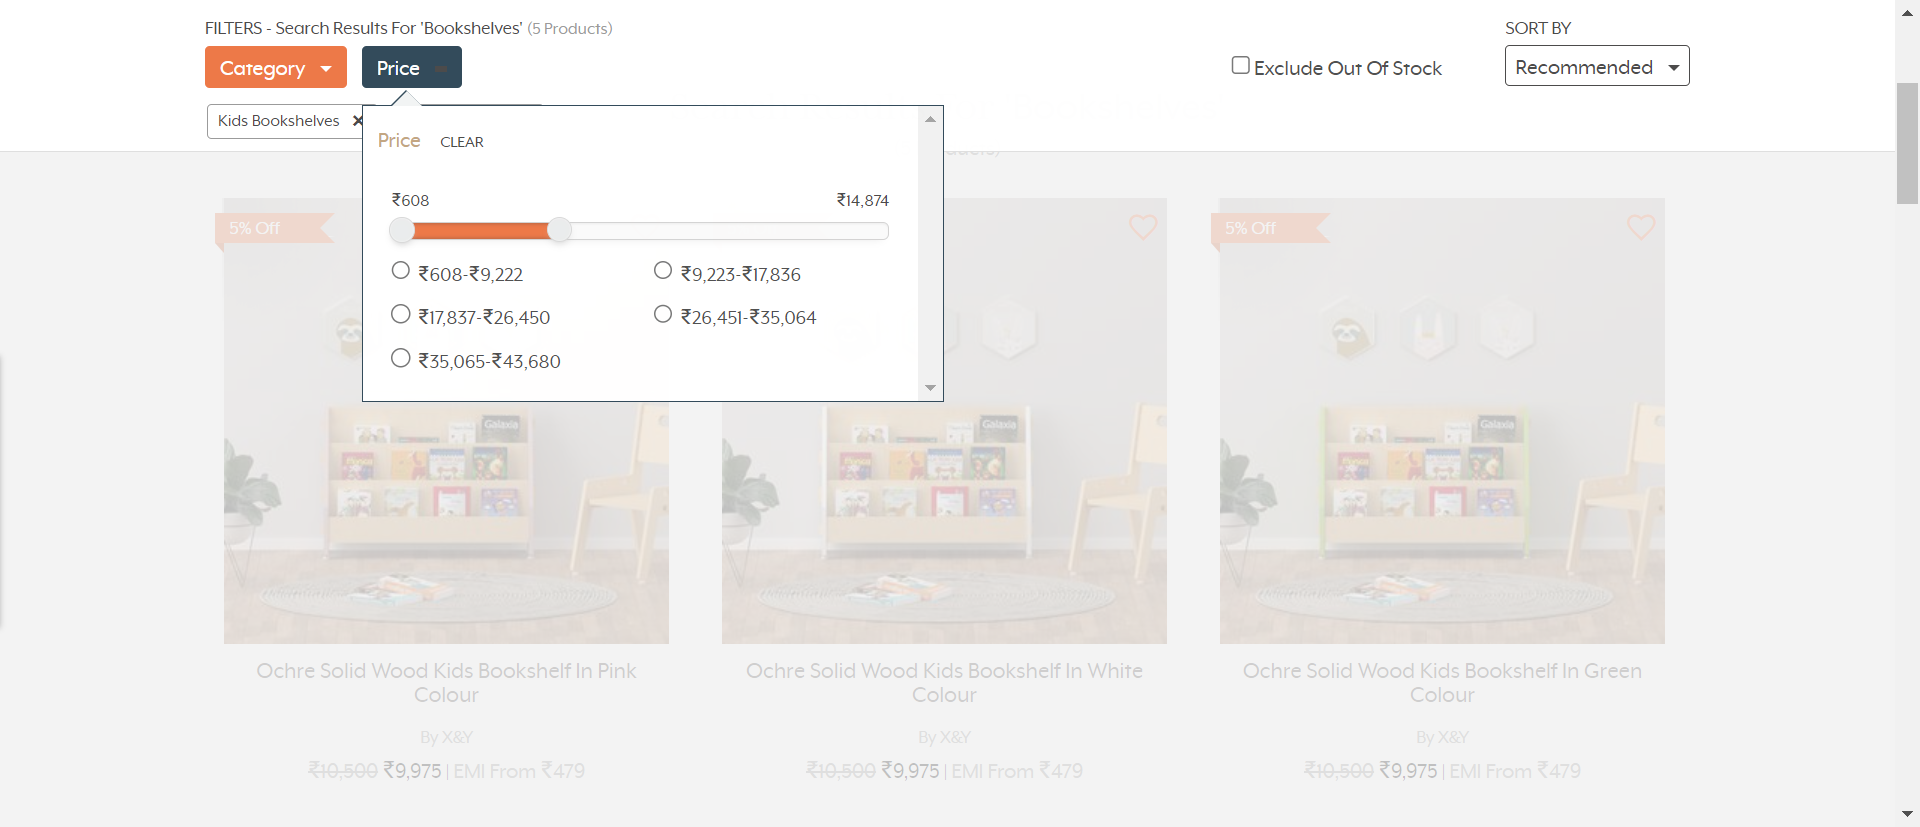 FILTERS - Search Results For 'Bookshelves' (5 Products)
SORT BY
Category
Price
Exclude Out Of Stock
Recommended
Kids Bookshelves ×
Price CLEAR
₹608
₹14,874
₹608-₹9,222
₹9,223-₹17,836
₹17,837-₹26,450
₹26,451-₹35,064
₹35,065-₹43,680
5% Off
5% Off
Galaxia
Galaxia
Galaxia
Ochre Solid Wood Kids Bookshelf In Pink
Colour
By X&Y
₹10,500 ₹9,975 | EMI From ₹479
Ochre Solid Wood Kids Bookshelf In White
Colour
By X&Y
₹10,500 ₹9,975 | EMI From ₹479
Ochre Solid Wood Kids Bookshelf In Green
Colour
By X&Y
₹10,500 ₹9,975 | EMI From ₹479